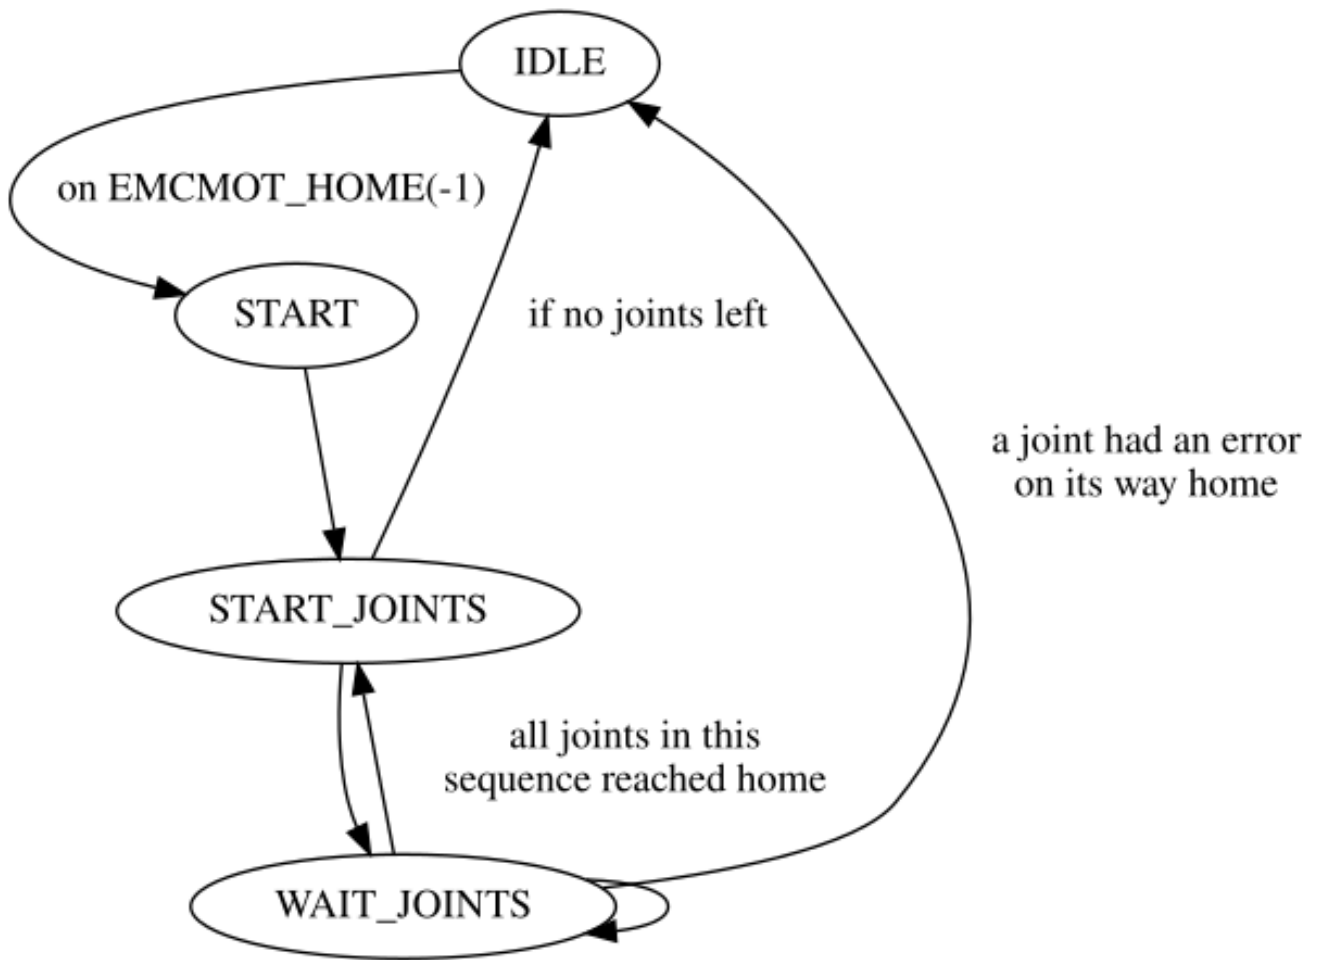 IDLE
on EMCMOT_HOME(-1)
START
if no joints left
a joint had an error
on its way home
START_JOINTS
all joints in this
sequence reached home
WAIT_JOINTS